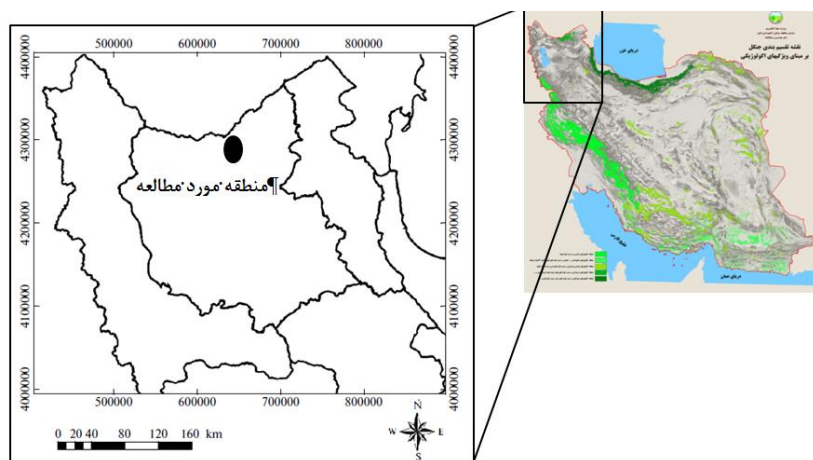 500000 600000 700000 800000
4400000
4300000
4200000
4100000
4000000
4400000
4300000
4200000
4100000
4000000
منطقه·مورد·مطالعه¶
500000 600000 700000 800000
0 20 40 80 120 160 km
N
W E
S
نقشه تقسیم بندی جنگل
بر مبنای ویژگیهای اکولوژیکی
دریای خزر
خلیج فارس
دریای عمان